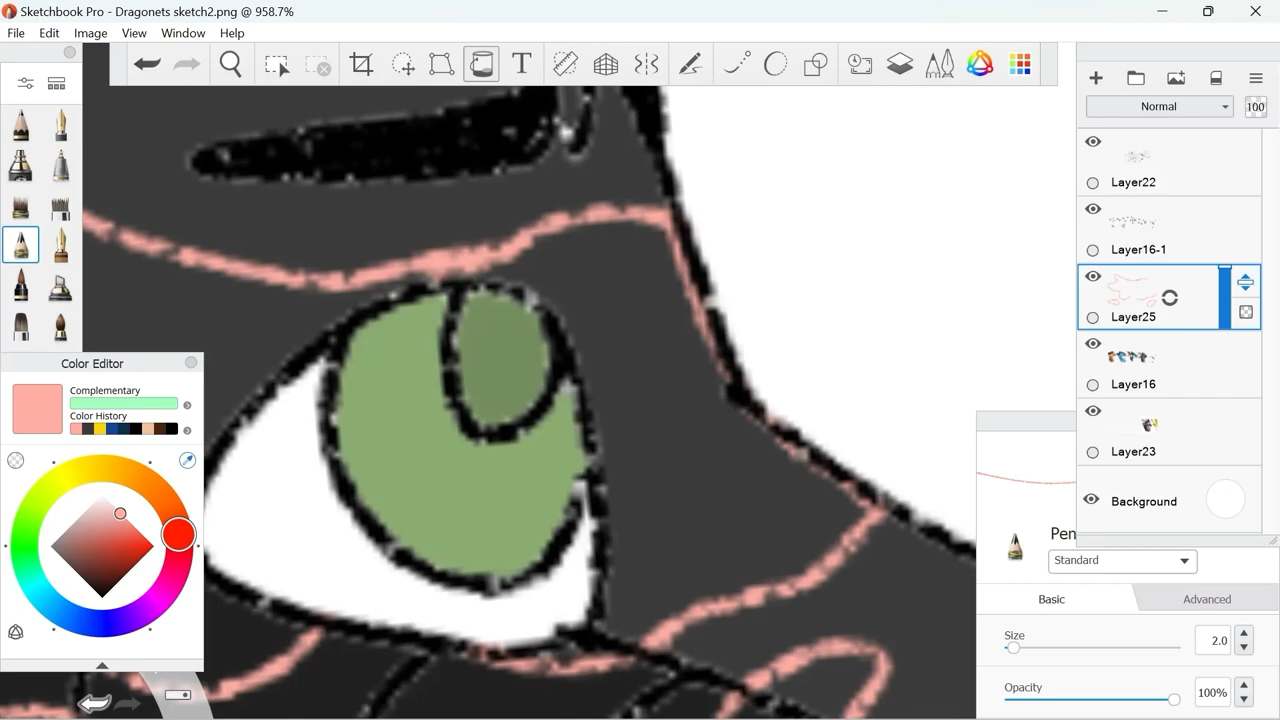 Sketchbook Pro - Dragonets sketch2.png @ 958.7%
File Edit Image View Window Help
T
Normal 100
Layer22
Layer16-1
Layer25
Layer16
Layer23
Background
Color Editor
Complementary
Color History
Pen
Standard
Basic Advanced
Size 2.0
Opacity 100%